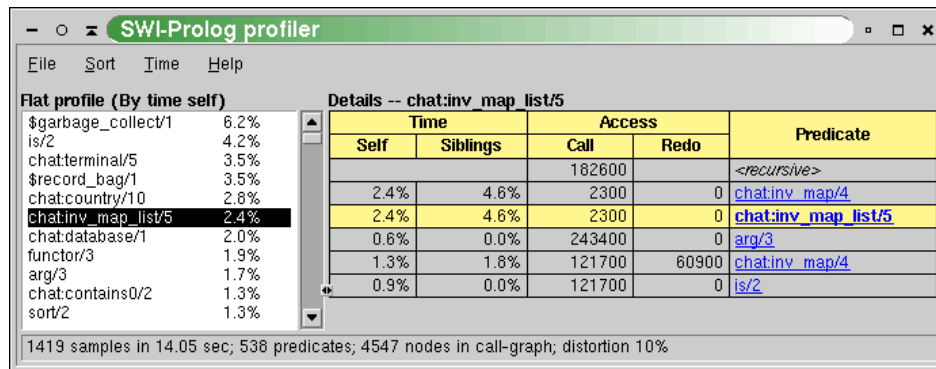 SWI-Prolog profiler
File Sort Time Help
Flat profile (By time self)
$garbage_collect/1 6.2%
is/2 4.2%
chat:terminal/5 3.5%
$record_bag/1 3.5%
chat:country/10 2.8%
chat:inv_map_list/5 2.4%
chat:database/1 2.0%
functor/3 1.9%
arg/3 1.7%
chat:contains0/2 1.3%
sort/2 1.3%
Details -- chat:inv_map_list/5
Time Access Predicate
Self Siblings Call Redo
182600 <recursive>
2.4% 4.6% 2300 0 chat:inv_map/4
2.4% 4.6% 2300 0 chat:inv_map_list/5
0.6% 0.0% 243400 0 arg/3
1.3% 1.8% 121700 60900 chat:inv_map/4
0.9% 0.0% 121700 0 is/2
1419 samples in 14.05 sec; 538 predicates; 4547 nodes in call-graph; distortion 10%